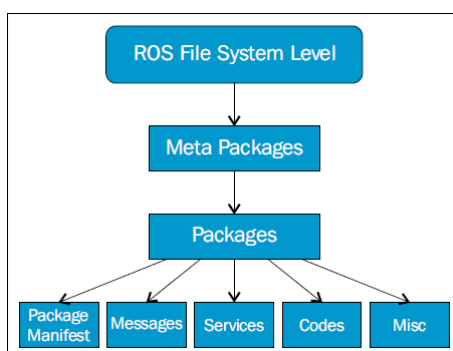 ROS File System Level
Meta Packages
Packages
Package
Manifest
Messages
Services
Codes
Misc